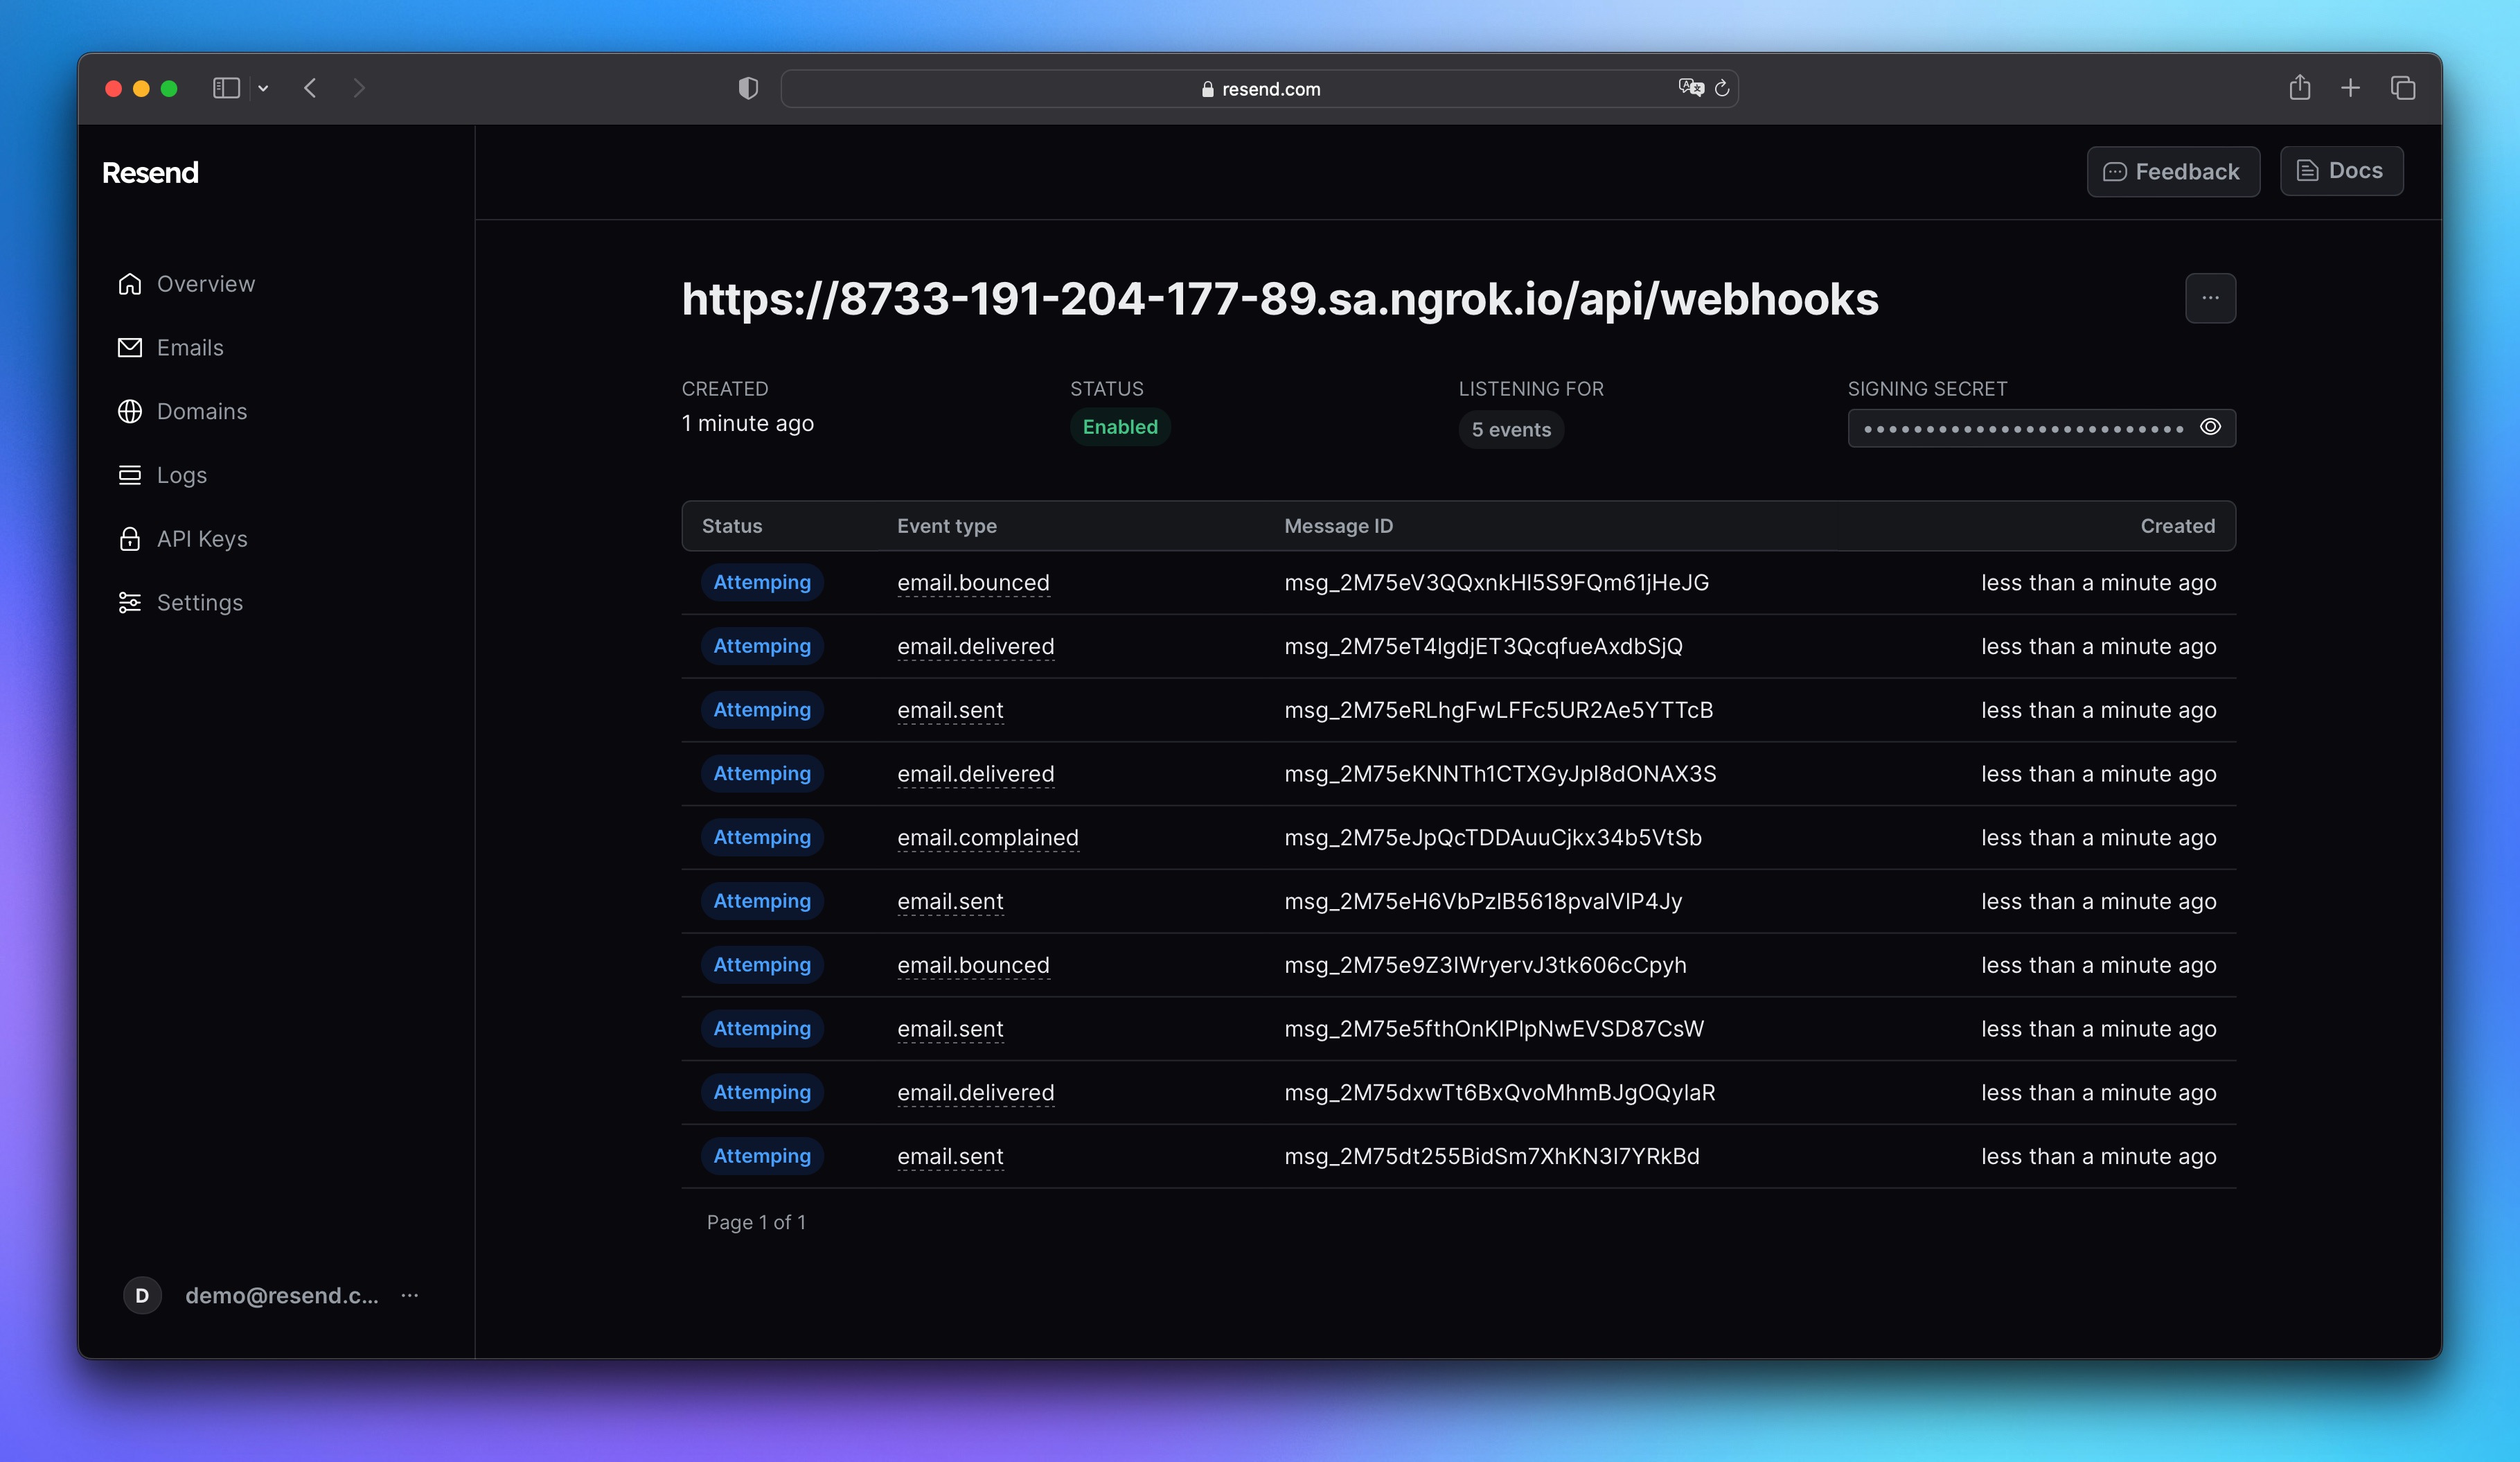 resend.com
Resend
Feedback
Docs
Overview
Emails
Domains
Logs
API Keys
Settings
https://8733-191-204-177-89.sa.ngrok.io/api/webhooks
CREATED STATUS LISTENING FOR SIGNING SECRET
1 minute ago Enabled 5 events
Status Event type Message ID Created
Attemping email.bounced msg_2M75eV3QQxnkHl5S9FQm61jHeJG less than a minute ago
Attemping email.delivered msg_2M75eT4lgdjET3QcqfueAxdbSjQ less than a minute ago
Attemping email.sent msg_2M75eRLhgFwLFFc5UR2Ae5YTTcB less than a minute ago
Attemping email.delivered msg_2M75eKNNTh1CTXGyJpl8dONAX3S less than a minute ago
Attemping email.complained msg_2M75eJpQcTDDAuuCjkx34b5VtSb less than a minute ago
Attemping email.sent msg_2M75eH6VbPzlB5618pvalVlP4Jy less than a minute ago
Attemping email.bounced msg_2M75e9Z3lWryervJ3tk606cCpyh less than a minute ago
Attemping email.sent msg_2M75e5fthOnKlPlpNwEVSD87CsW less than a minute ago
Attemping email.delivered msg_2M75dxwTt6BxQvoMhmBJgOQylaR less than a minute ago
Attemping email.sent msg_2M75dt255BidSm7XhKN3I7YRkBd less than a minute ago
Page 1 of 1
D demo@resend.c...